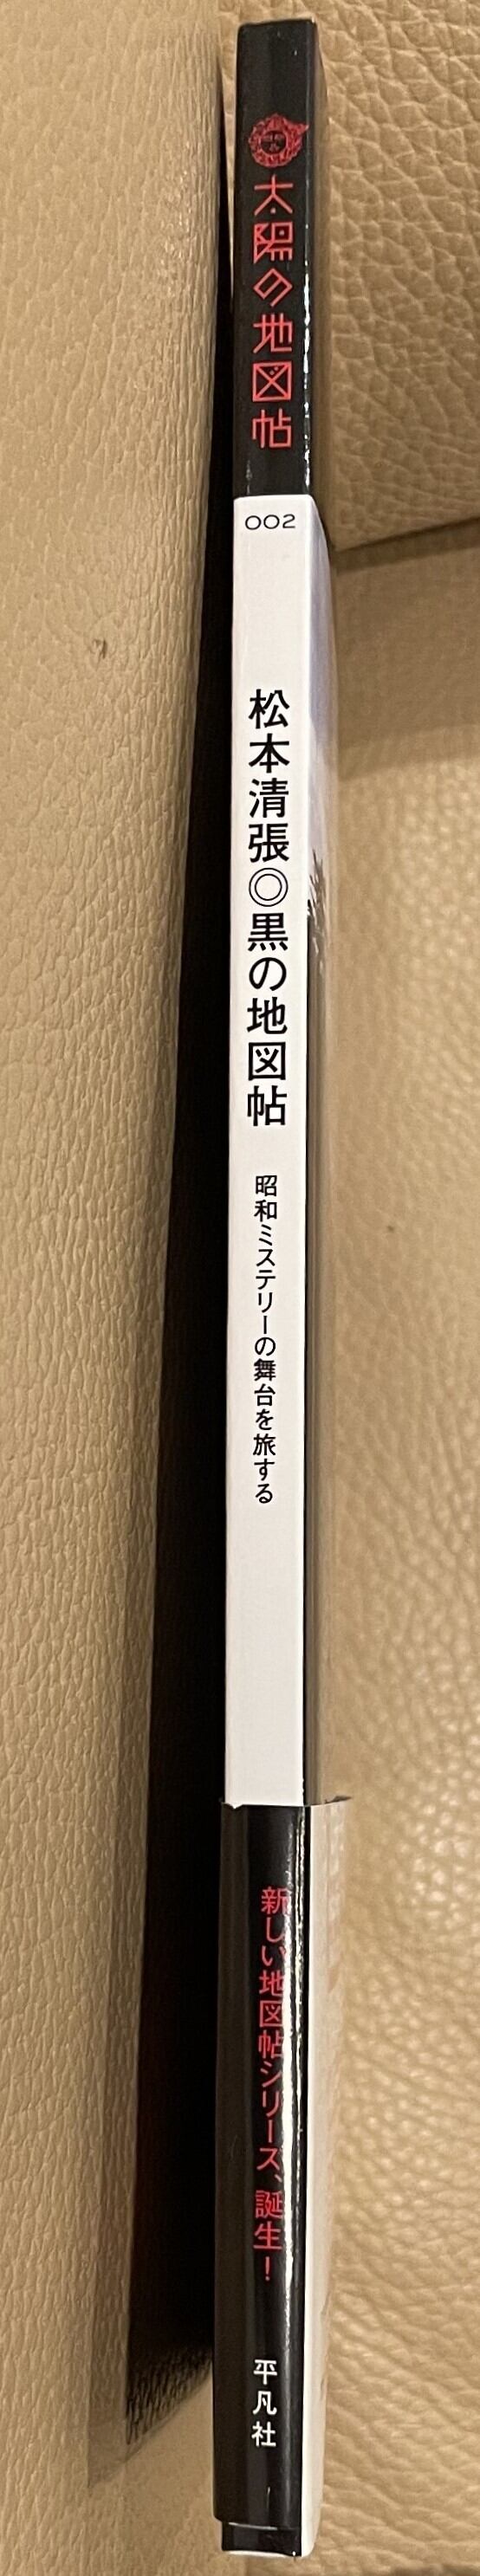 太陽の地図帖
002
松本清張◎黒の地図帖
昭和ミステリーの舞台を旅する
新しい地図帖シリーズ、誕生!
平凡社